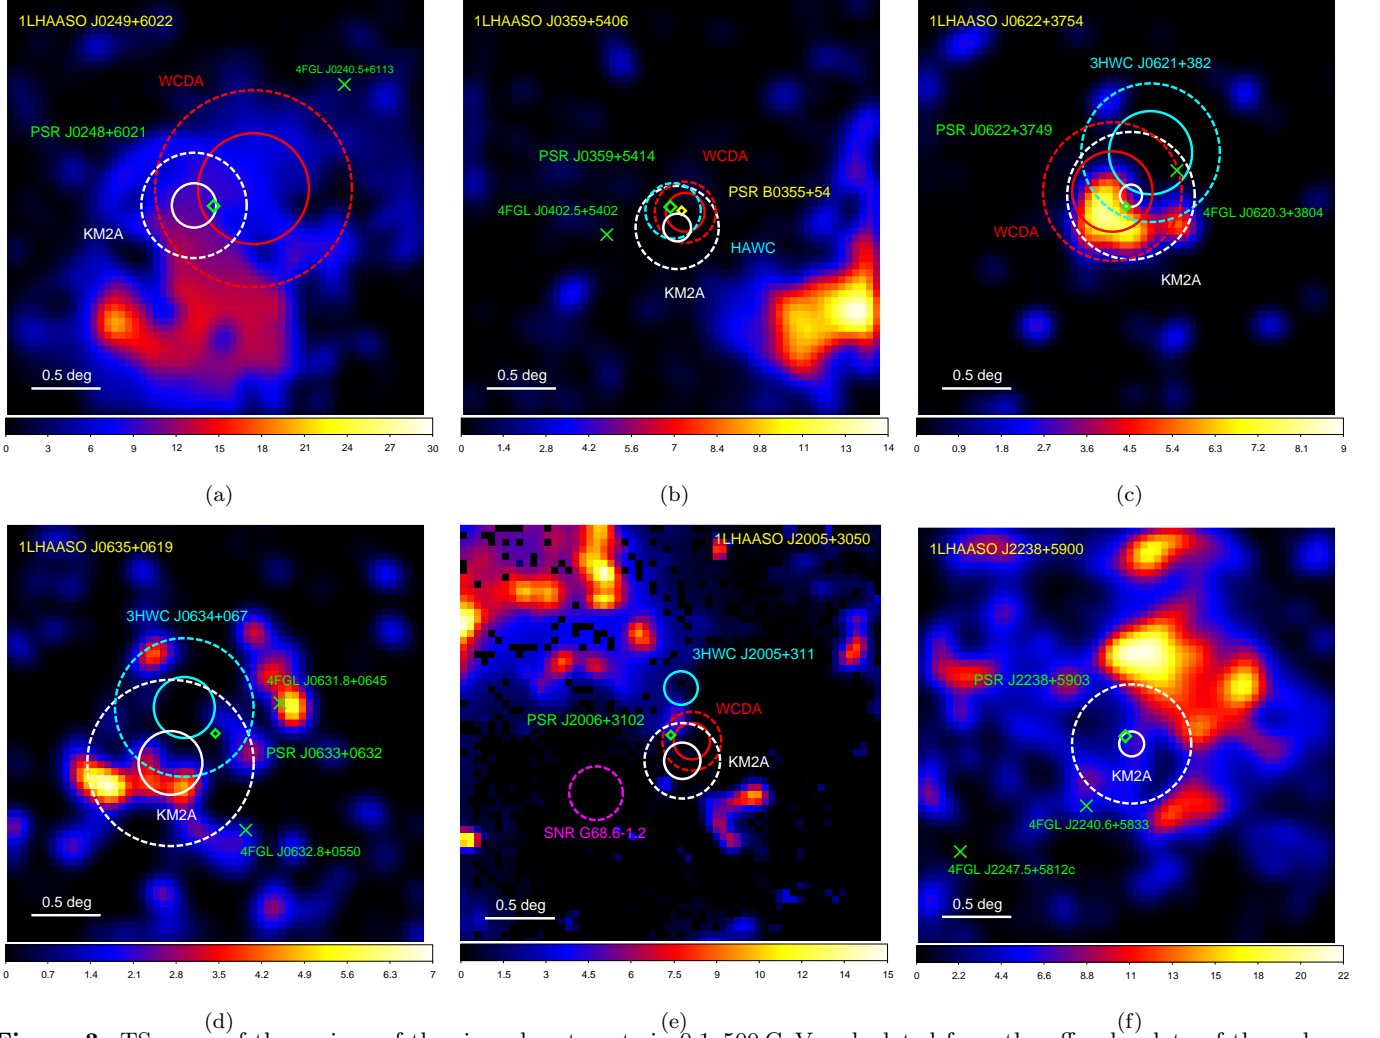 1LHAASO J0249+6022
4FGL J0240.5+6113
WCDA
PSR J0248+6021
KM2A
0.5 deg
0 3 6 9 12 15 18 21 24 27 30
(a)
1LHAASO J0359+5406
PSR J0359+5414
WCDA
PSR B0355+54
4FGL J0402.5+5402
HAWC
KM2A
0.5 deg
0 1.4 2.8 4.2 5.6 7 8.4 9.8 11 13 14
(b)
1LHAASO J0622+3754
3HWC J0621+382
PSR J0622+3749
4FGL J0620.3+3804
WCDA
KM2A
0.5 deg
0 0.9 1.8 2.7 3.6 4.5 5.4 6.3 7.2 8.1 9
(c)
1LHAASO J0635+0619
3HWC J0634+067
4FGL J0631.8+0645
PSR J0633+0632
KM2A
4FGL J0632.8+0550
0.5 deg
0 0.7 1.4 2.1 2.8 3.5 4.2 4.9 5.6 6.3 7
(d)
1LHAASO J2005+3050
3HWC J2005+311
WCDA
PSR J2006+3102
KM2A
SNR G68.6-1.2
0.5 deg
0 1.5 3 4.5 6 7.5 9 10 12 14 15
(e)
1LHAASO J2238+5900
PSR J2238+5903
KM2A
4FGL J2240.6+5833
4FGL J2247.5+5812c
0.5 deg
0 2.2 4.4 6.6 8.8 11 13 15 18 20 22
(f)